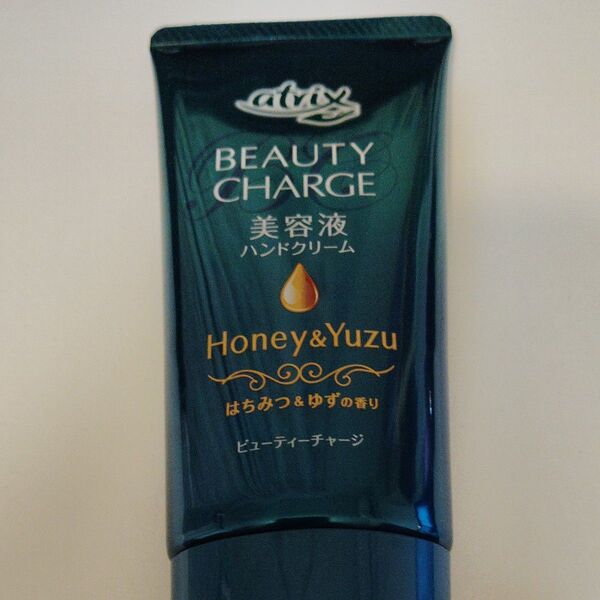 atrix
BEAUTY
CHARGE
美容液
ハンドクリーム
Honey&Yuzu
はちみつ&ゆずの香り
ビューティーチャージ